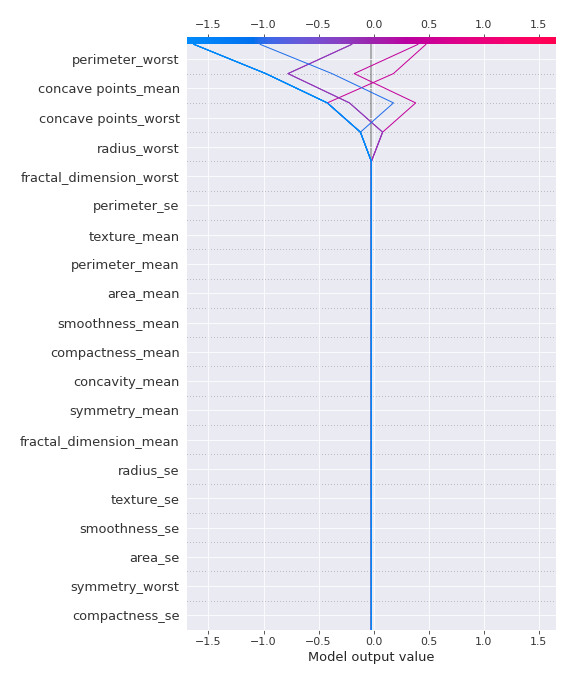 −1.5 −1.0 −0.5 0.0 0.5 1.0 1.5
perimeter_worst
concave points_mean
concave points_worst
radius_worst
fractal_dimension_worst
perimeter_se
texture_mean
perimeter_mean
area_mean
smoothness_mean
compactness_mean
concavity_mean
symmetry_mean
fractal_dimension_mean
radius_se
texture_se
smoothness_se
area_se
symmetry_worst
compactness_se
−1.5 −1.0 −0.5 0.0 0.5 1.0 1.5
Model output value